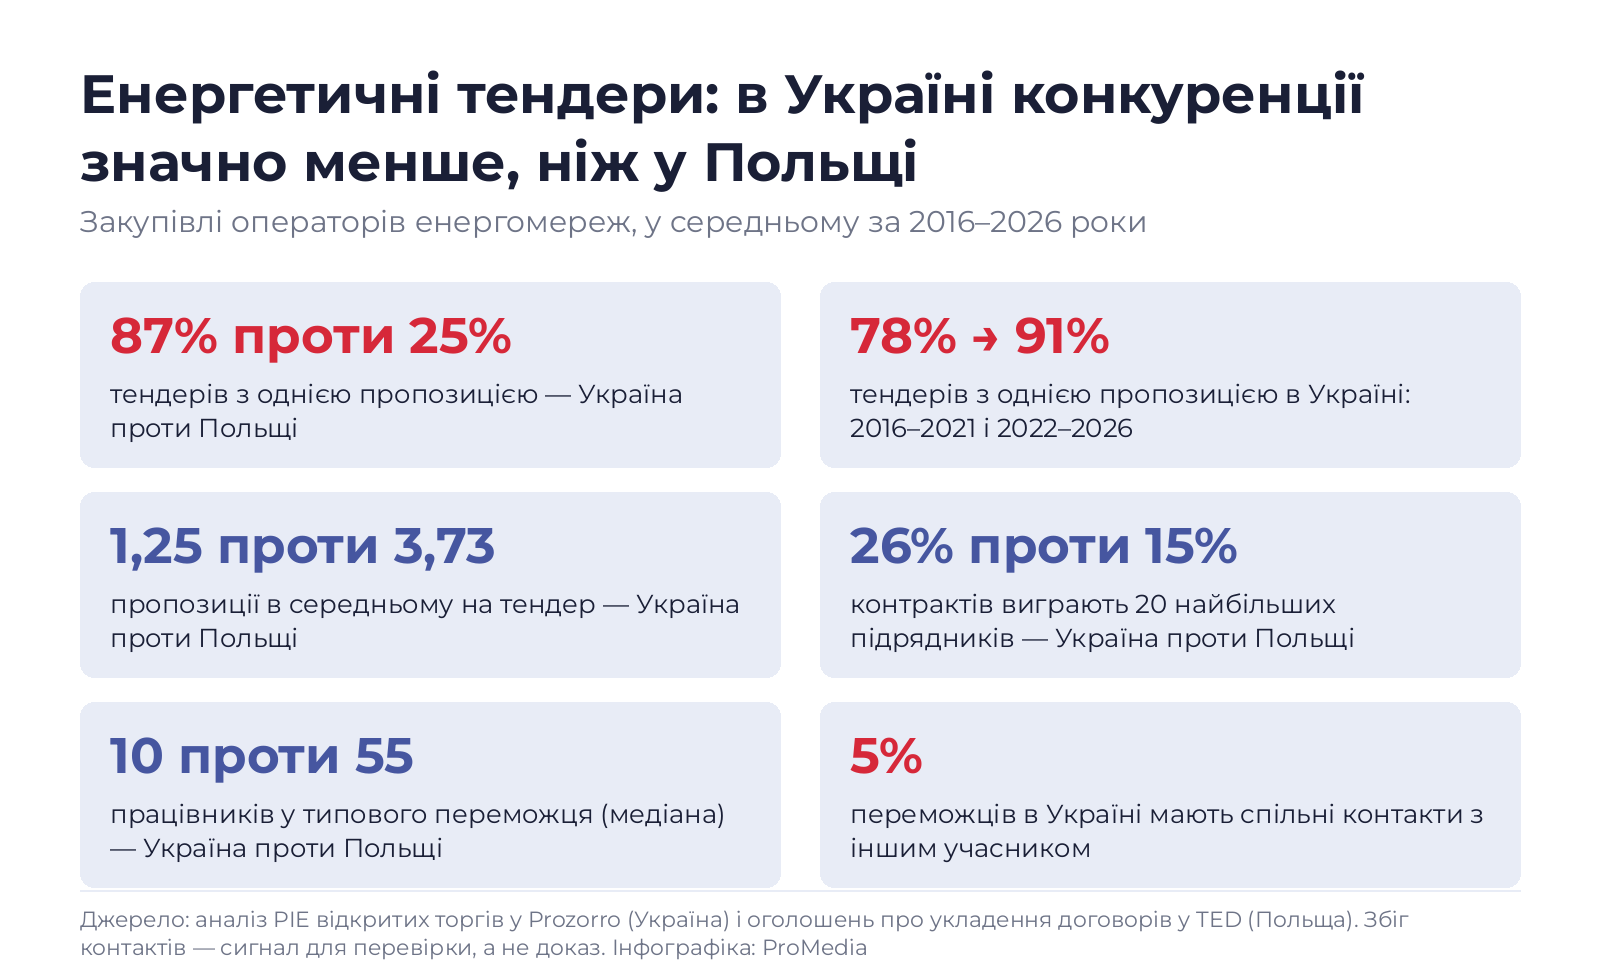 Енергетичні тендери: в Україні конкуренції
значно менше, ніж у Польщі
Закупівлі операторів енергомереж, у середньому за 2016–2026 роки
87% проти 25%
тендерів з однією пропозицією — Україна
проти Польщі
78% → 91%
тендерів з однією пропозицією в Україні:
2016–2021 і 2022–2026
1,25 проти 3,73
пропозиції в середньому на тендер — Україна
проти Польщі
26% проти 15%
контрактів виграють 20 найбільших
підрядників — Україна проти Польщі
10 проти 55
працівників у типового переможця (медіана)
— Україна проти Польщі
5%
переможців в Україні мають спільні контакти з
іншим учасником
Джерело: аналіз PIE відкритих торгів у Prozorro (Україна) і оголошень про укладення договорів у TED (Польща). Збіг
контактів — сигнал для перевірки, а не доказ. Інфографіка: ProMedia